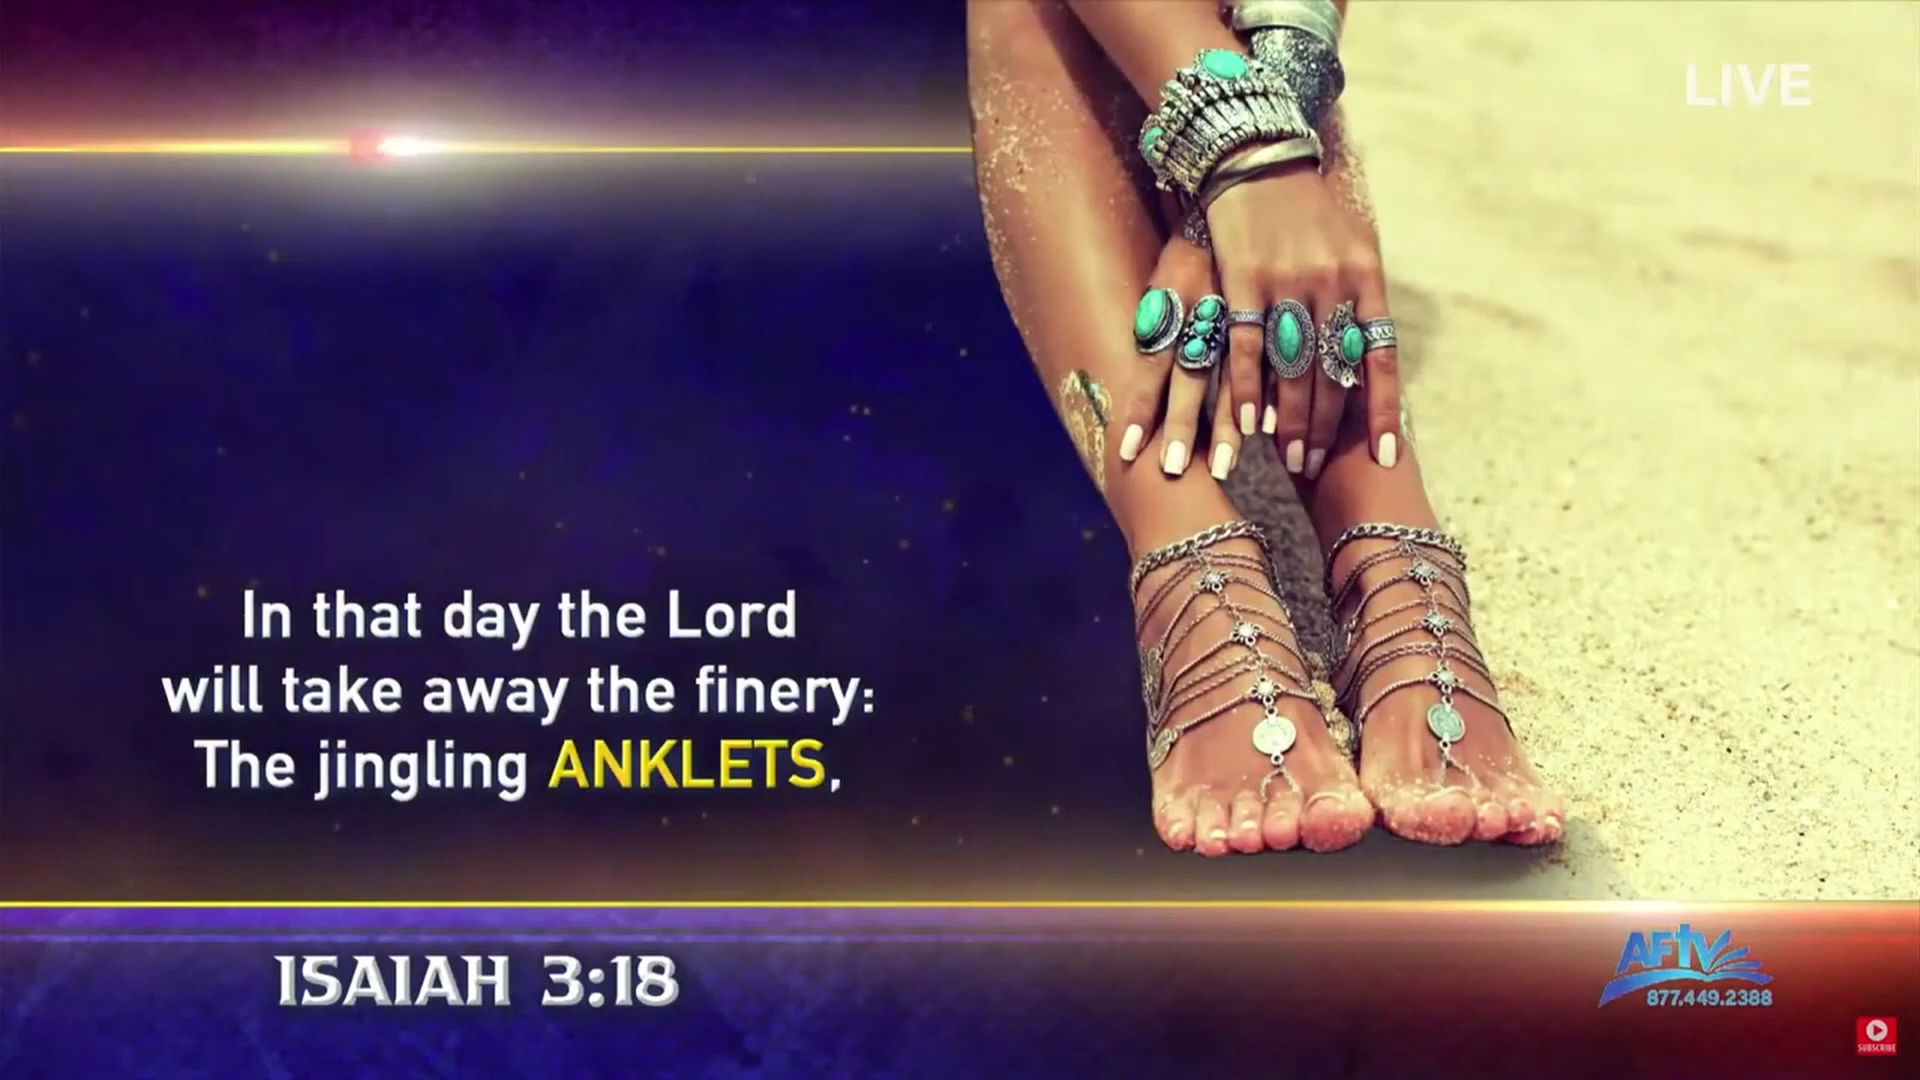 LIVE
In that day the Lord
will take away the finery:
The jingling ANKLETS,
ISAIAH 3:18
AFTV
877.449.2388
SUBSCRIBE